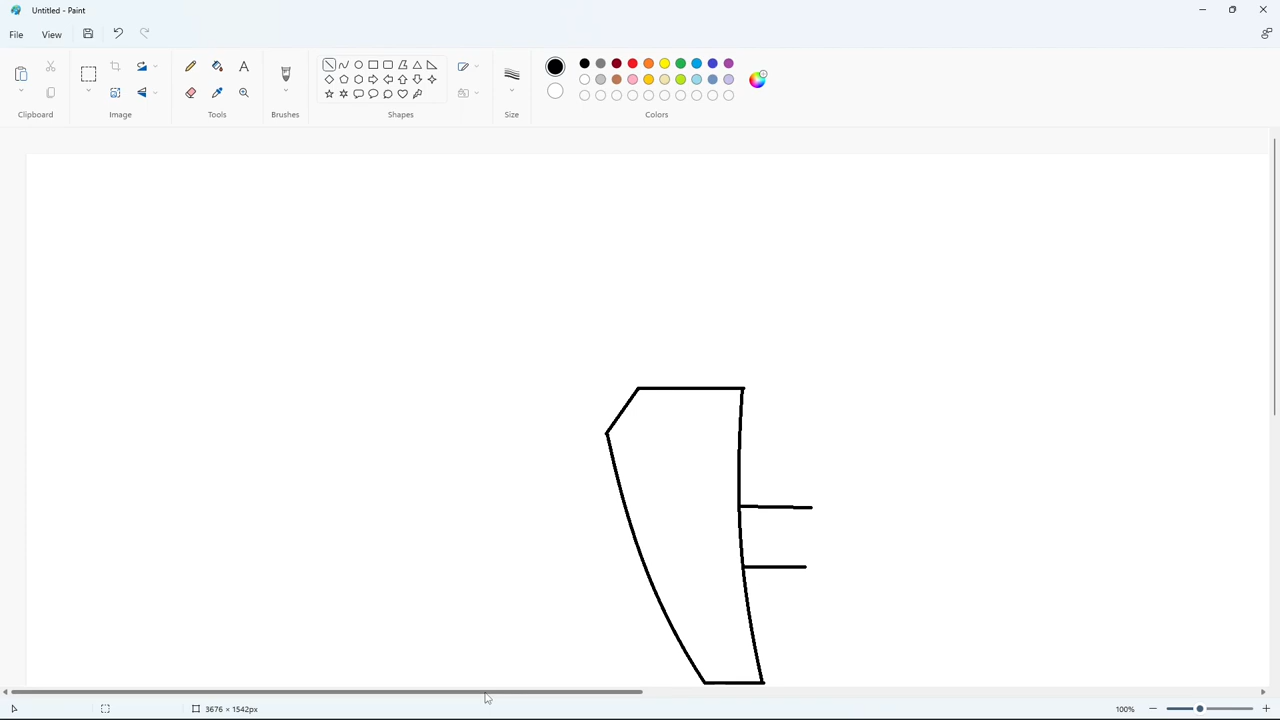 Untitled - Paint
File View
Clipboard Image Tools Brushes Shapes Size Colors
3676 × 1542px 100%